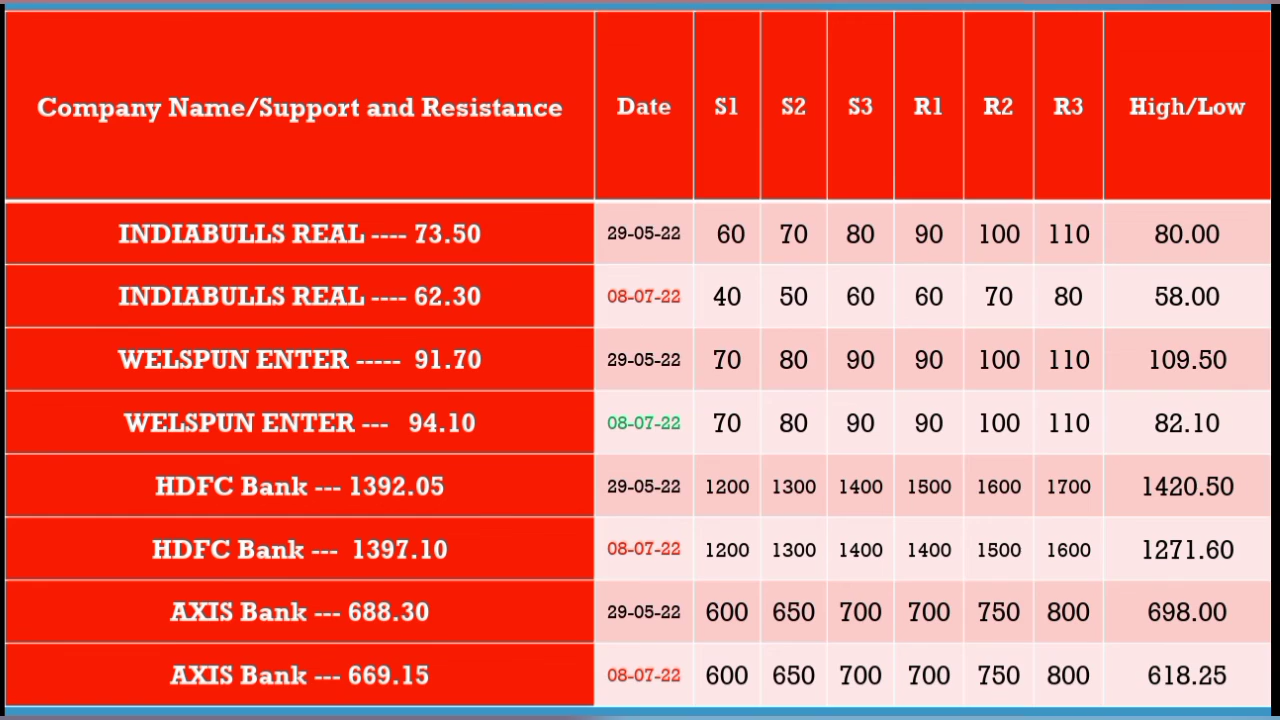 Company Name/Support and Resistance Date S1 S2 S3 R1 R2 R3 High/Low
INDIABULLS REAL ---- 73.50 29-05-22 60 70 80 90 100 110 80.00
INDIABULLS REAL ---- 62.30 08-07-22 40 50 60 60 70 80 58.00
WELSPUN ENTER ----- 91.70 29-05-22 70 80 90 90 100 110 109.50
WELSPUN ENTER --- 94.10 08-07-22 70 80 90 90 100 110 82.10
HDFC Bank --- 1392.05 29-05-22 1200 1300 1400 1500 1600 1700 1420.50
HDFC Bank --- 1397.10 08-07-22 1200 1300 1400 1400 1500 1600 1271.60
AXIS Bank --- 688.30 29-05-22 600 650 700 700 750 800 698.00
AXIS Bank --- 669.15 08-07-22 600 650 700 700 750 800 618.25